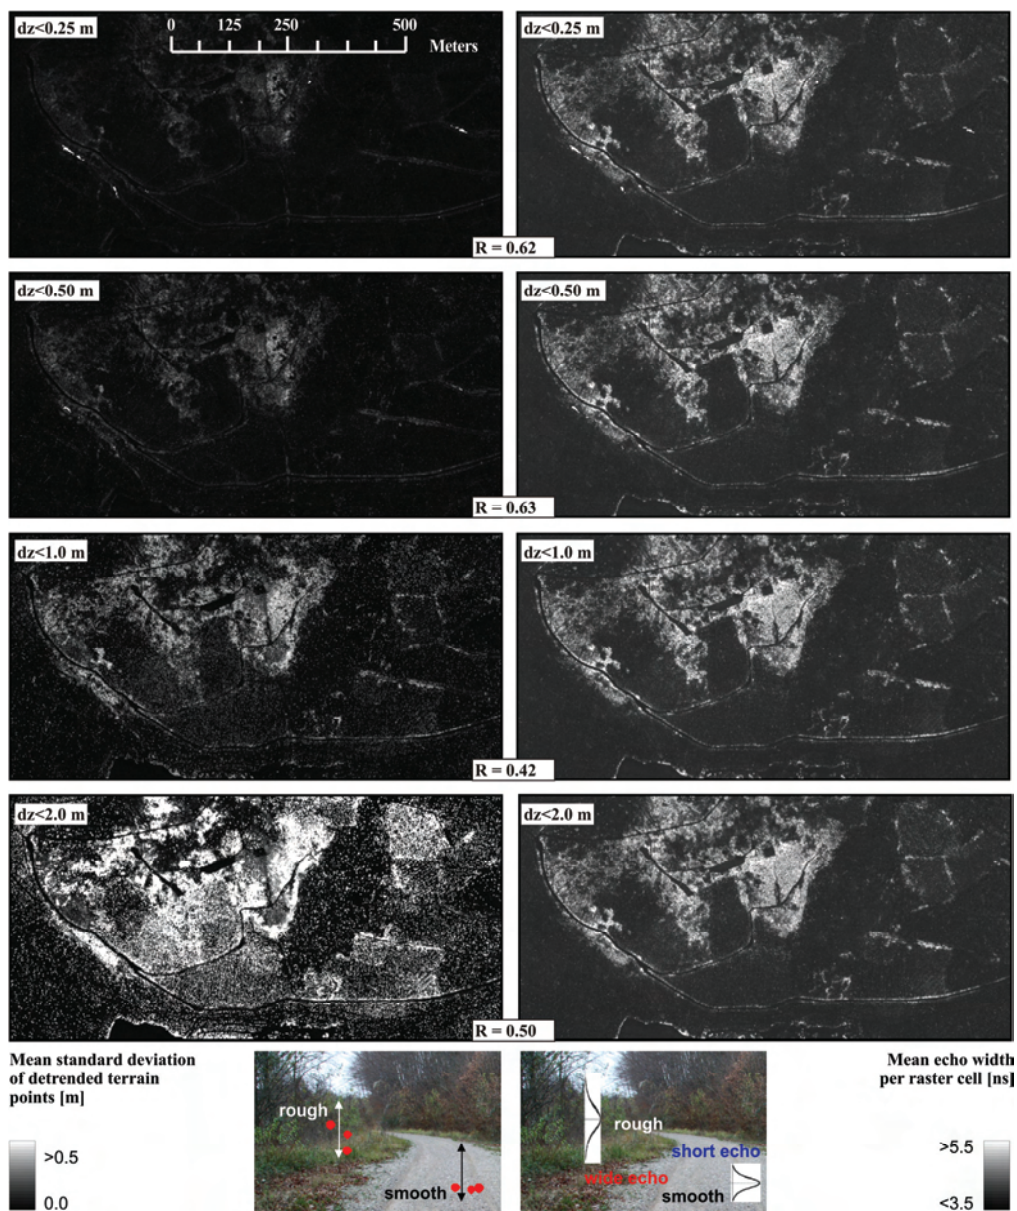 dz<0.25 m
0 125 250 500
Meters
dz<0.25 m
R = 0.62
dz<0.50 m
dz<0.50 m
R = 0.63
dz<1.0 m
dz<1.0 m
R = 0.42
dz<2.0 m
dz<2.0 m
R = 0.50
Mean standard deviation
of detrended terrain
points [m]
>0.5
0.0
rough
smooth
rough
short echo
wide echo
smooth
Mean echo width
per raster cell [ns]
>5.5
<3.5